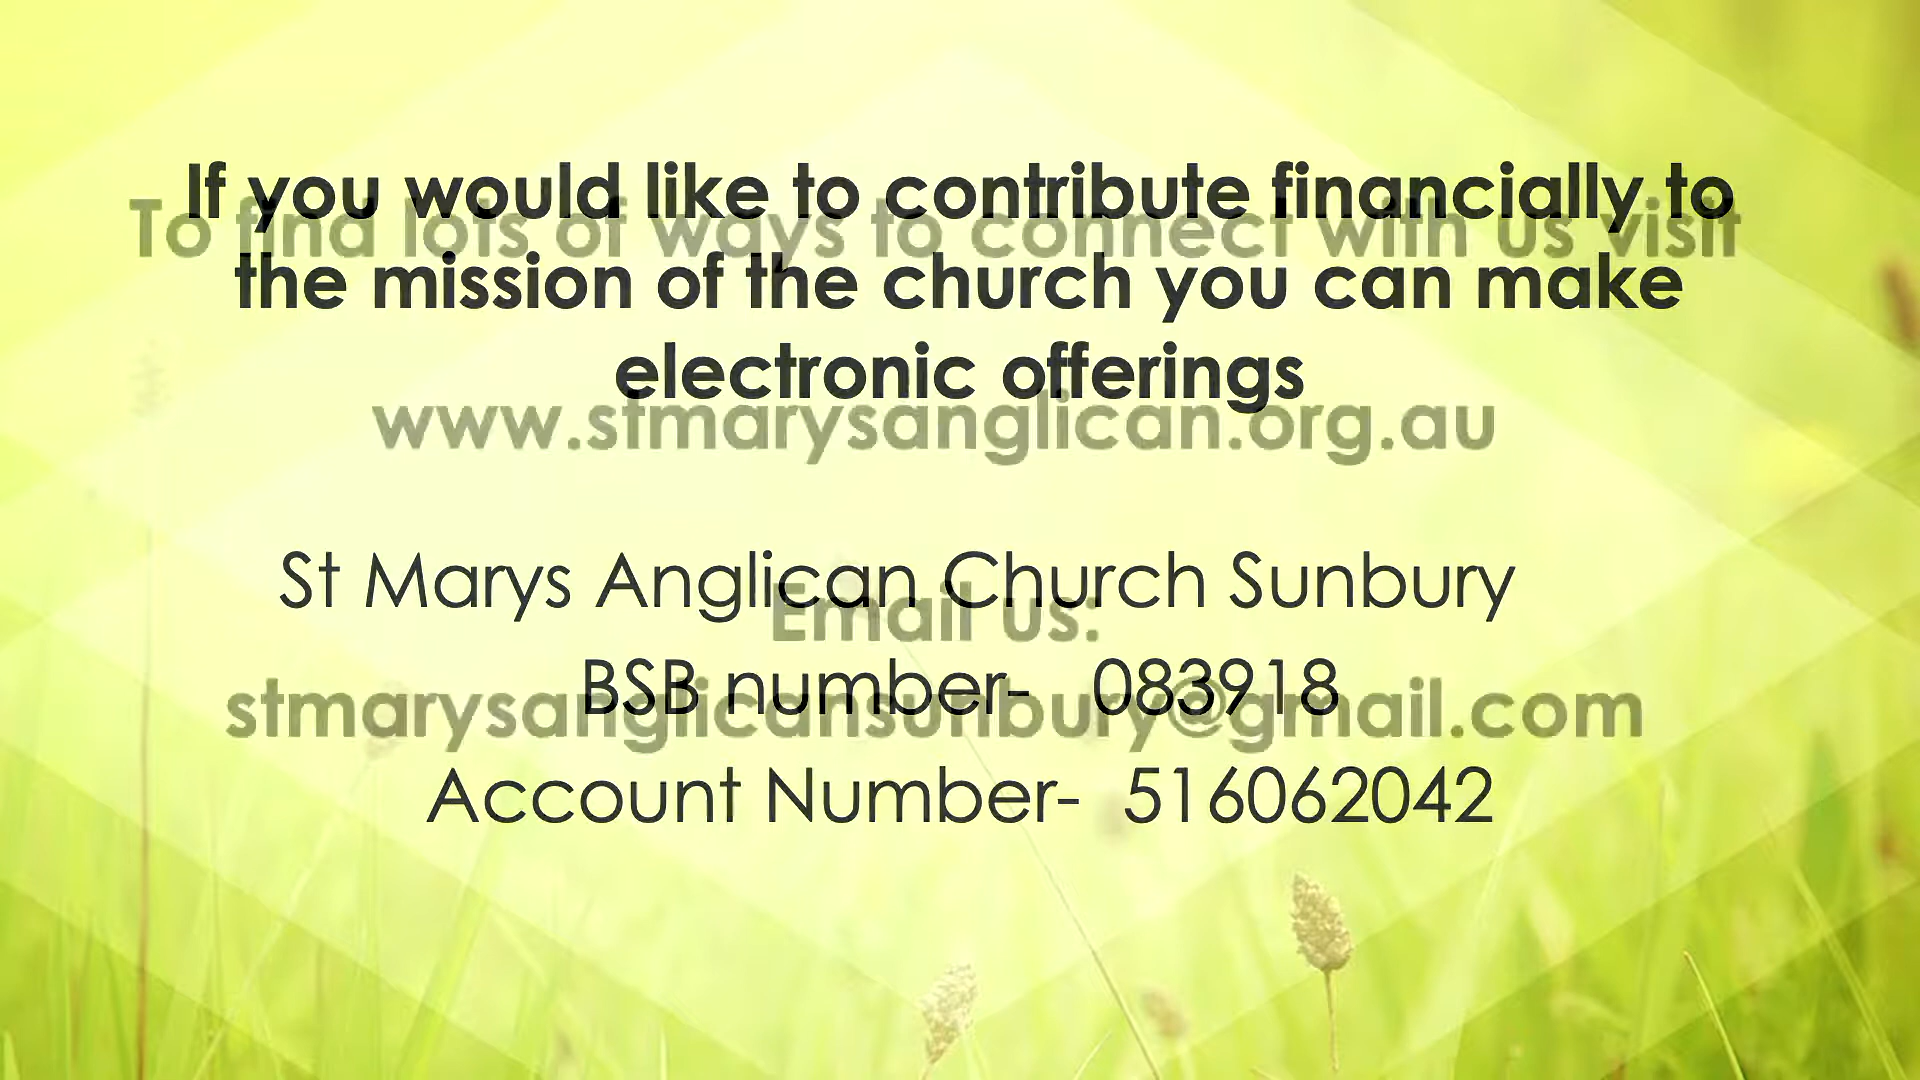 If you would like to contribute financially to
the mission of the church you can make
electronic offerings
St Marys Anglican Church Sunbury
BSB number- 083918
Account Number- 516062042
To find lots of ways to connect with us visit
www.stmarysanglican.org.au
Email us:
stmarysanglicansunbury@gmail.com